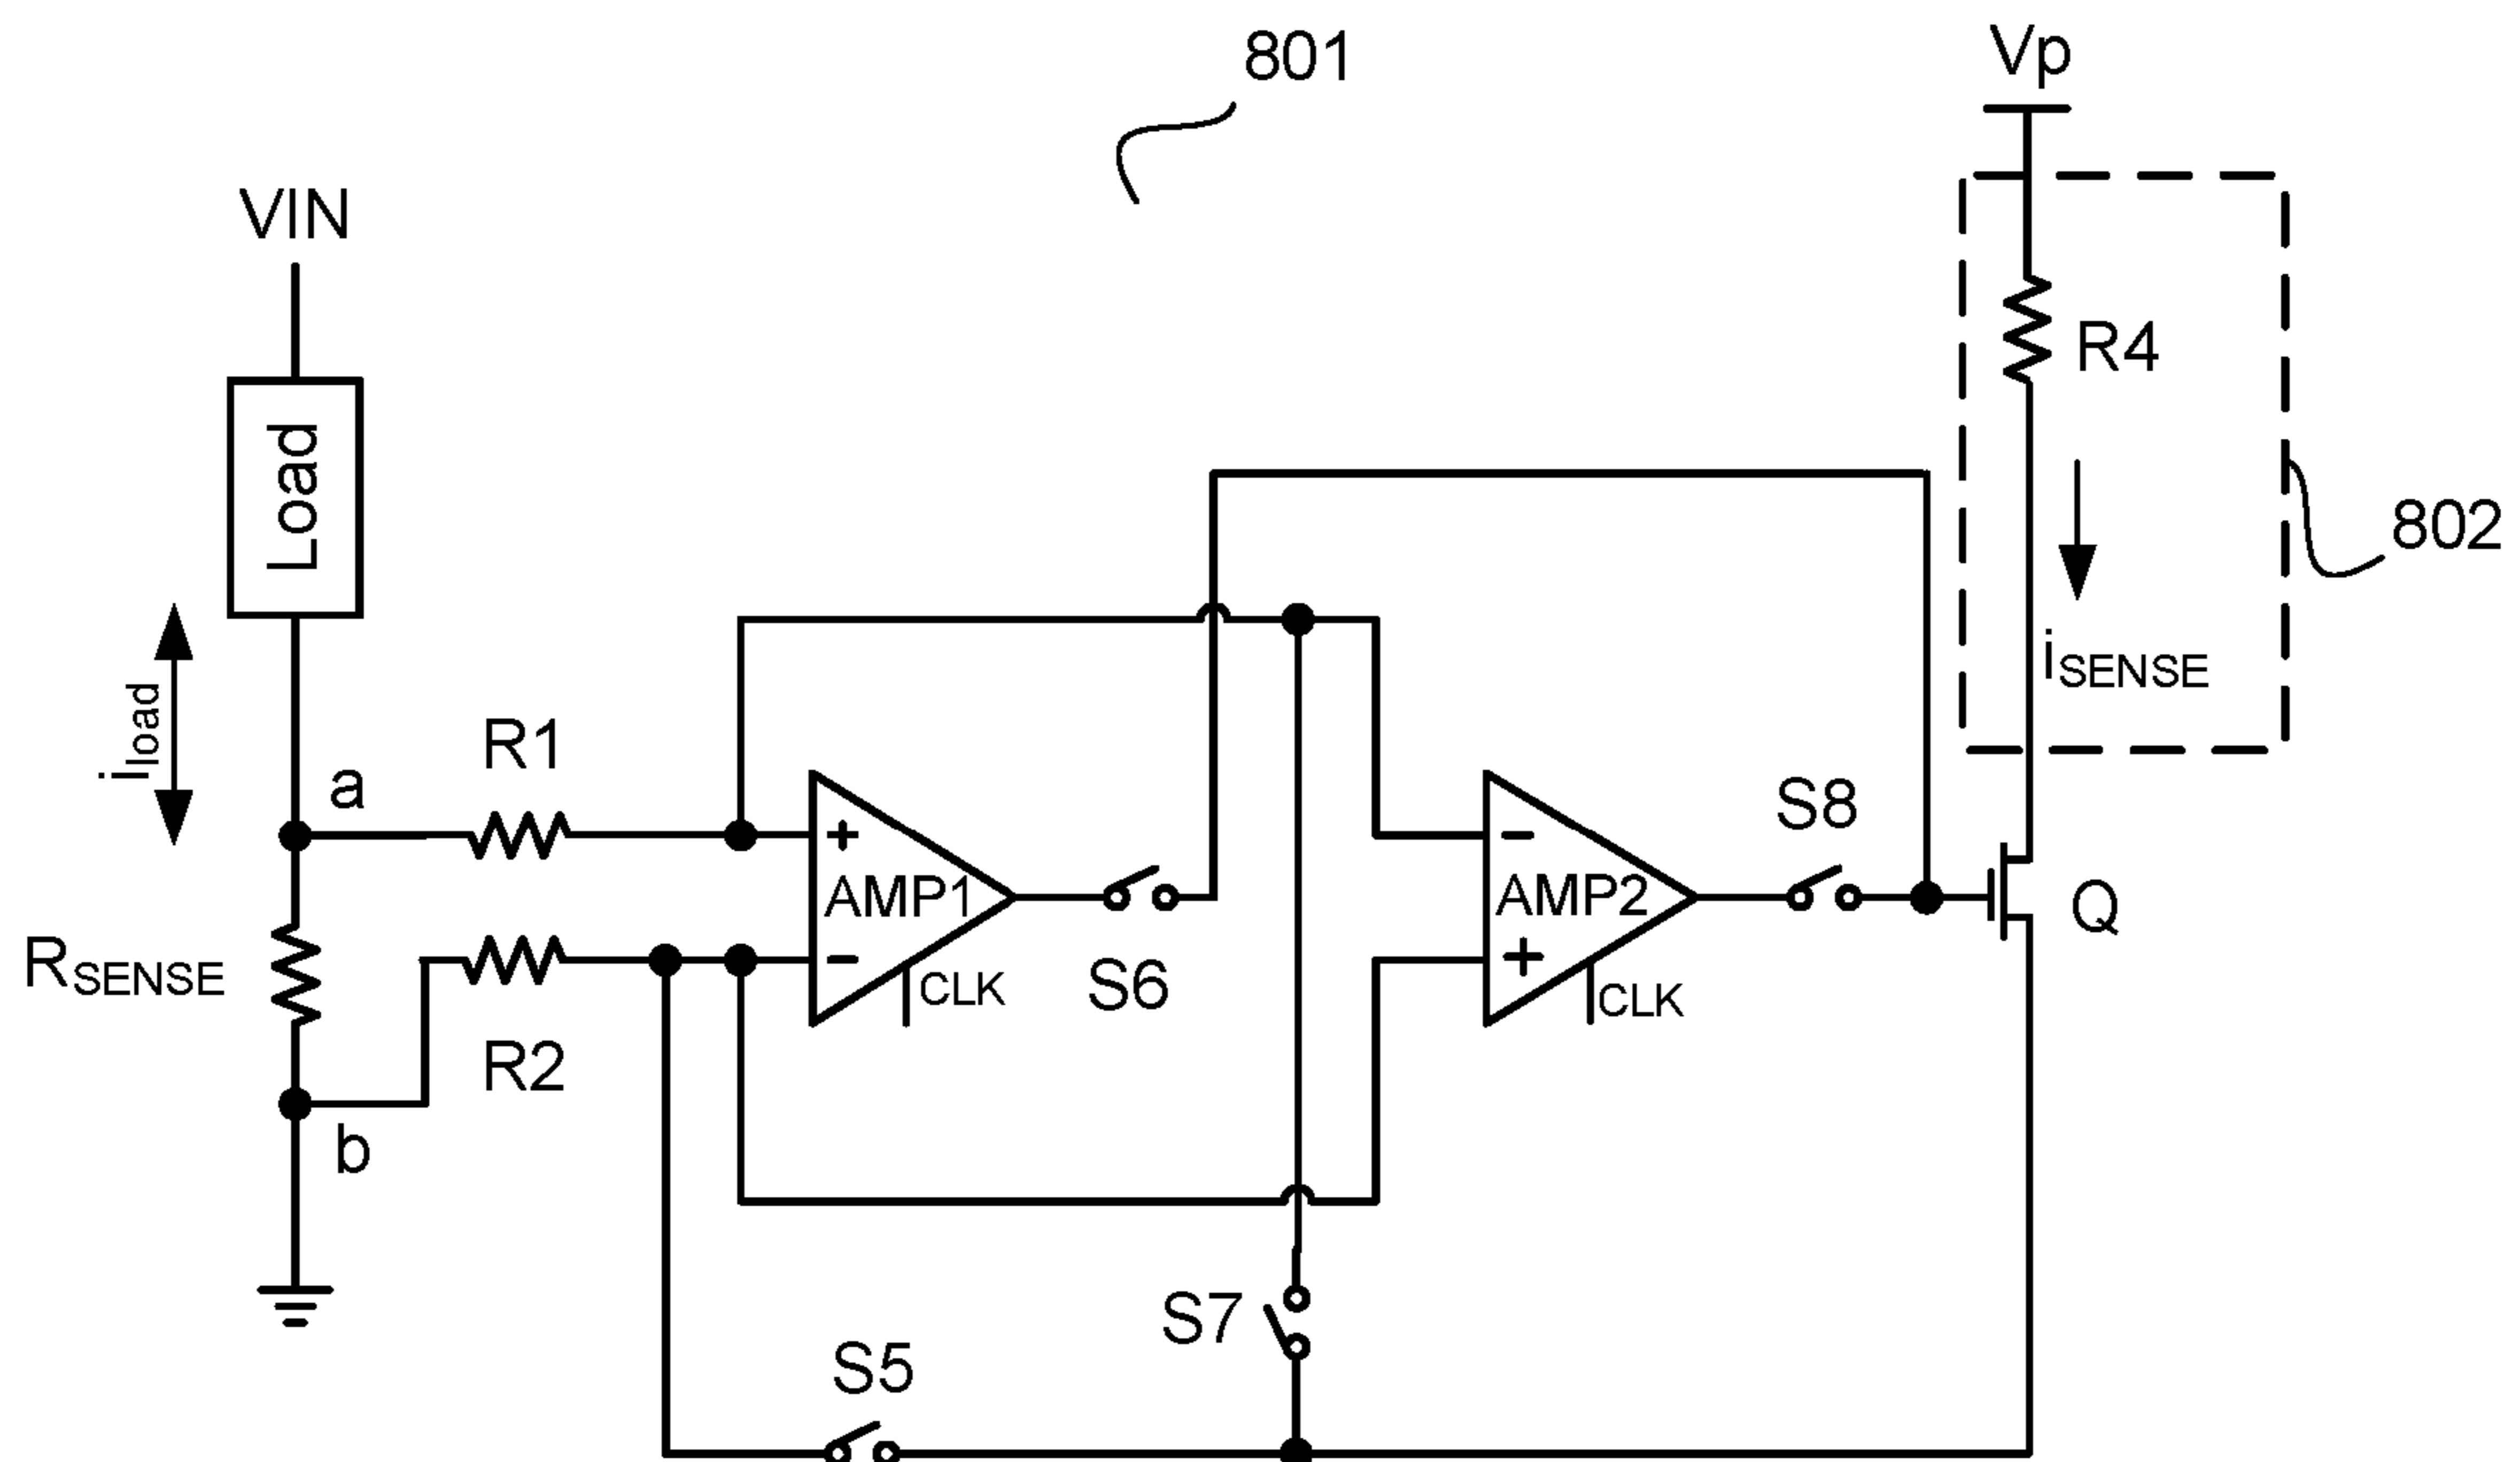 801
Vp
VIN
R4
Load
802
iSENSE
iload
R1
a
S8
+
−
AMP1
AMP2
Q
RSENSE
−
+
CLK
CLK
S6
R2
b
S7
S5